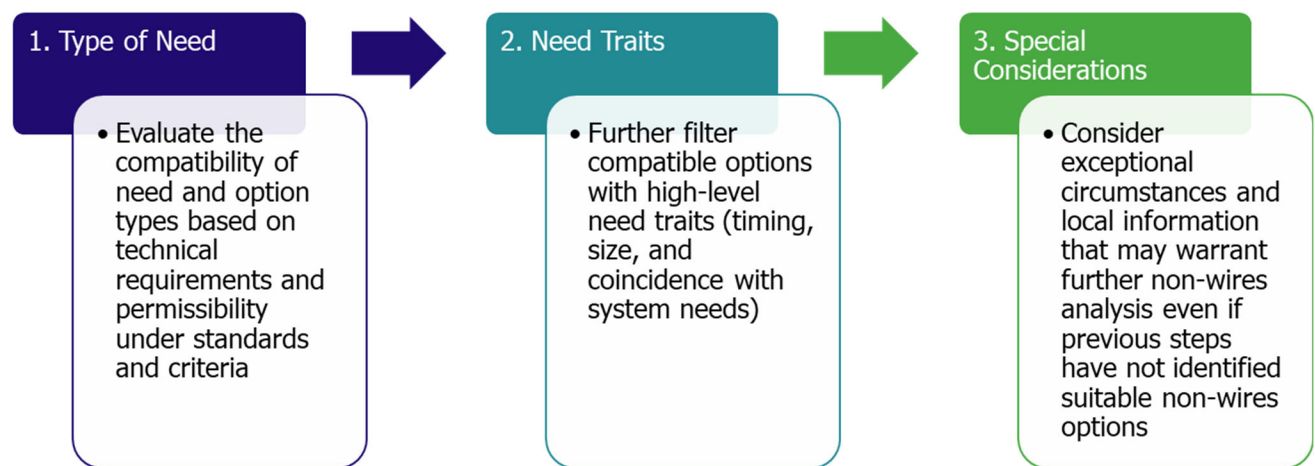 1. Type of Need
• Evaluate the
compatibility of
need and option
types based on
technical
requirements and
permissibility
under standards
and criteria
2. Need Traits
• Further filter
compatible options
with high-level
need traits (timing,
size, and
coincidence with
system needs)
3. Special
Considerations
• Consider
exceptional
circumstances and
local information
that may warrant
further non-wires
analysis even if
previous steps
have not identified
suitable non-wires
options